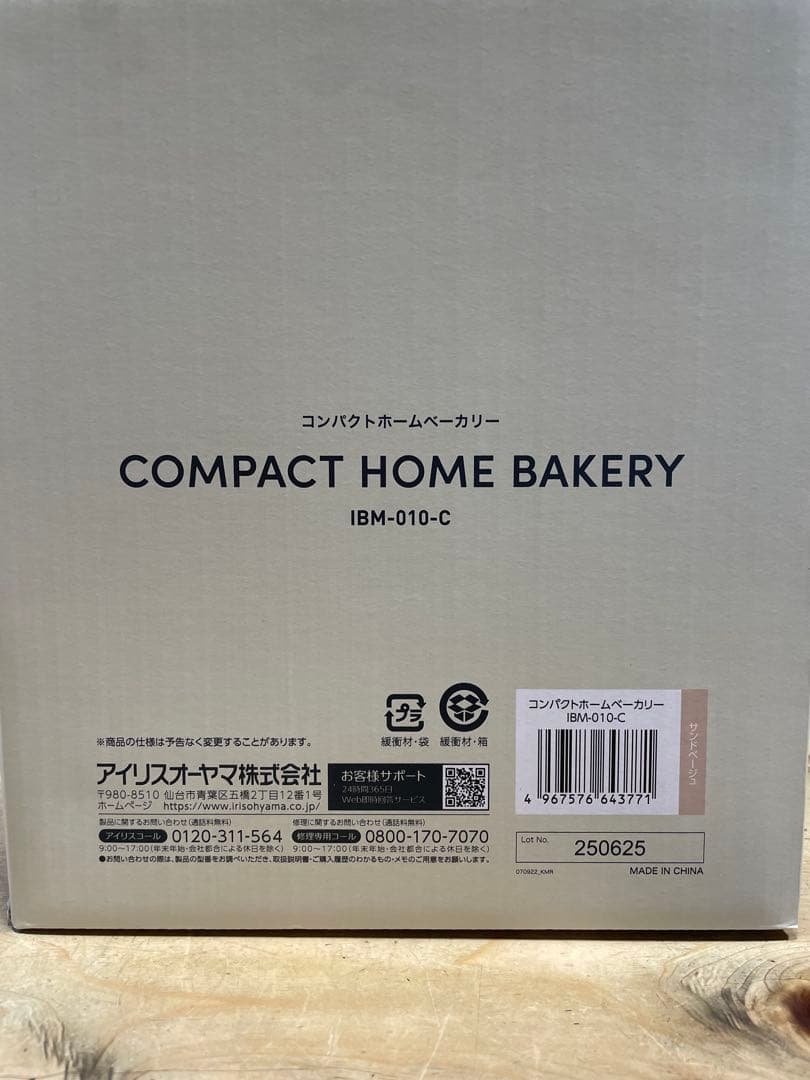 コンパクトホームベーカリー
COMPACT HOME BAKERY
IBM-010-C
プラ
緩衝材・袋
緩衝材・箱
※商品の仕様は予告なく変更することがあります。
アイリスオーヤマ株式会社
〒980-8510 仙台市青葉区五橋2丁目12番1号
ホームページ https://www.irisohyama.co.jp/
お客様サポート
24時間365日
Web即時回答サービス
製品に関するお問い合わせ(通話料無料)
アイリスコール 0120-311-564
9:00〜17:00(年末年始・会社都合による休日を除く)
修理に関するお問い合わせ(通話料無料)
修理専用コール 0800-170-7070
9:00〜17:00(年末年始・会社都合による休日を除く)
●お問い合わせの際は、製品の型番をお調べいただき、取扱説明書・ご購入履歴のわかるもの・メモのご用意をお願いします。
コンパクトホームベーカリー
IBM-010-C
4 967576 643771
サンドベージュ
Lot No. 250625
070922_KMR
MADE IN CHINA